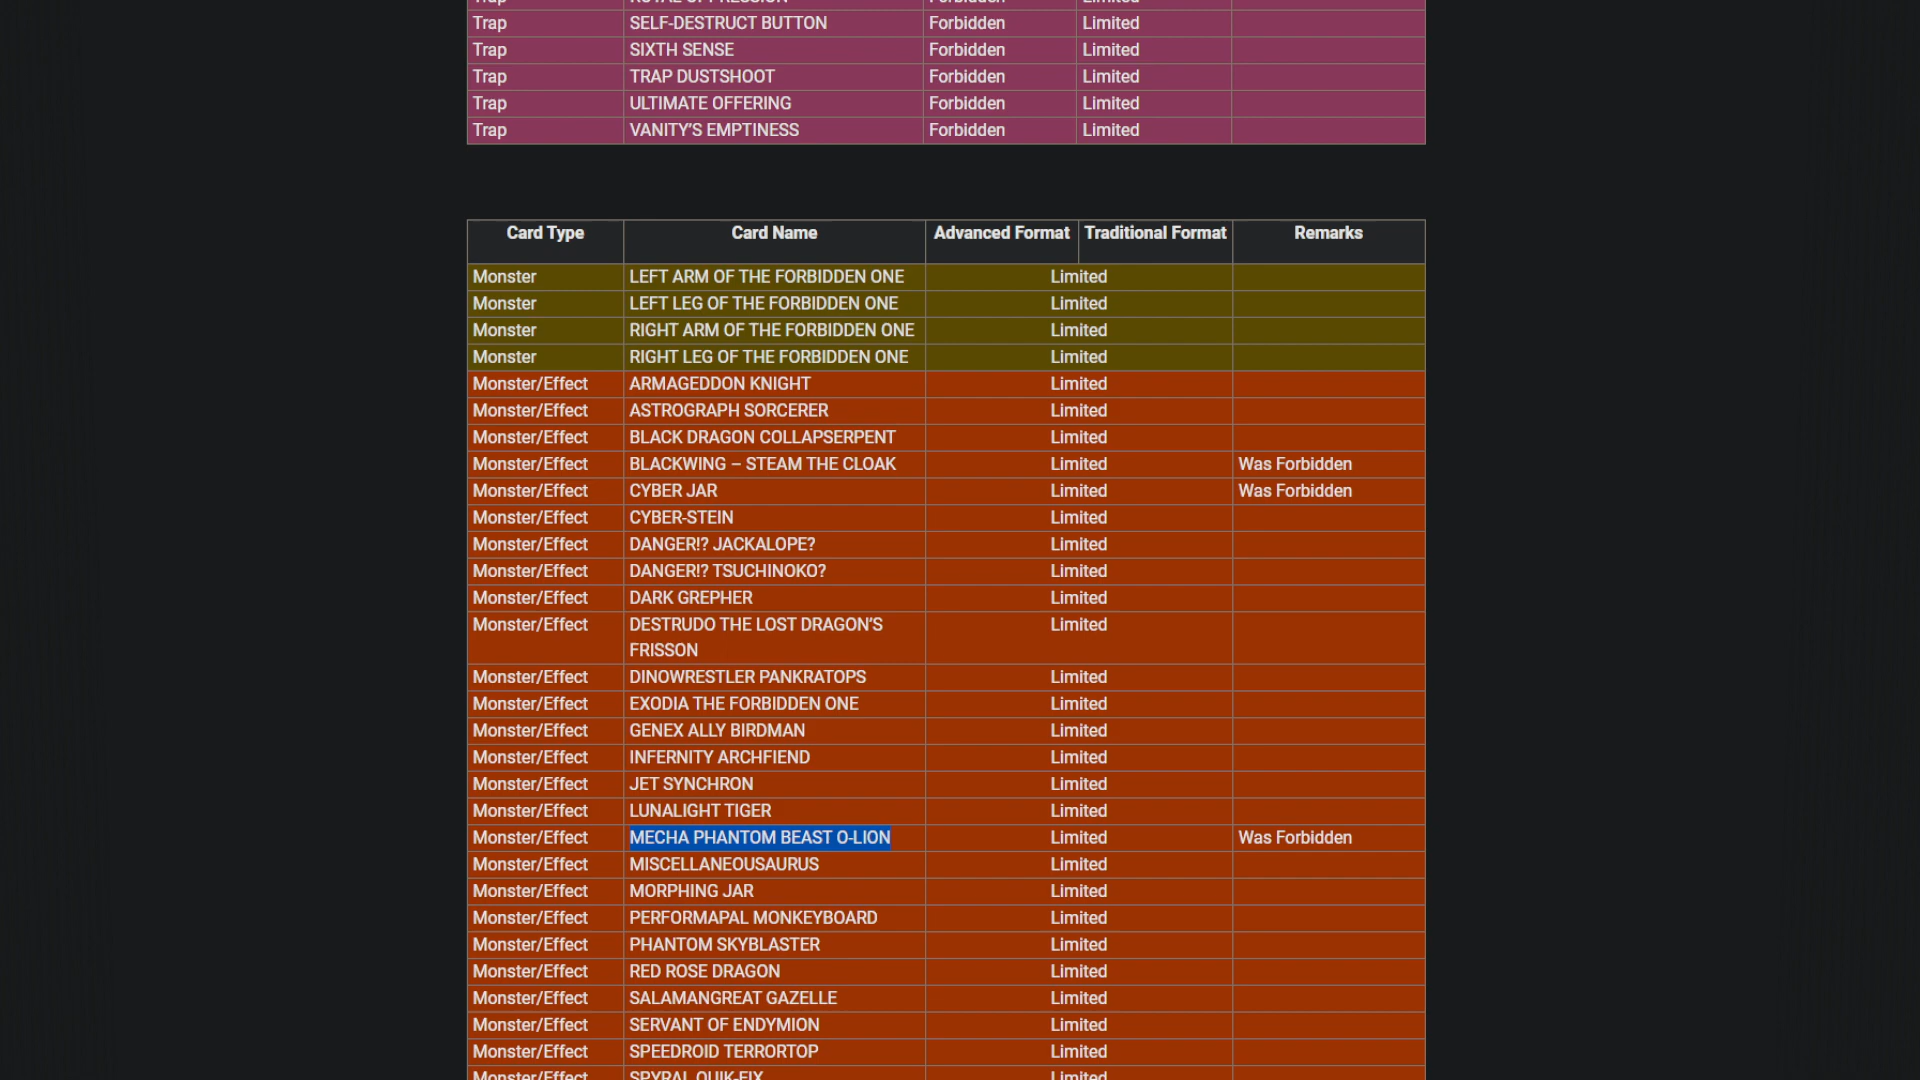 Trap ROYAL OPPRESSION Forbidden Limited
Trap SELF-DESTRUCT BUTTON Forbidden Limited
Trap SIXTH SENSE Forbidden Limited
Trap TRAP DUSTSHOOT Forbidden Limited
Trap ULTIMATE OFFERING Forbidden Limited
Trap VANITY’S EMPTINESS Forbidden Limited
Card Type Card Name Advanced Format Traditional Format Remarks
Monster LEFT ARM OF THE FORBIDDEN ONE Limited
Monster LEFT LEG OF THE FORBIDDEN ONE Limited
Monster RIGHT ARM OF THE FORBIDDEN ONE Limited
Monster RIGHT LEG OF THE FORBIDDEN ONE Limited
Monster/Effect ARMAGEDDON KNIGHT Limited
Monster/Effect ASTROGRAPH SORCERER Limited
Monster/Effect BLACK DRAGON COLLAPSERPENT Limited
Monster/Effect BLACKWING – STEAM THE CLOAK Limited Was Forbidden
Monster/Effect CYBER JAR Limited Was Forbidden
Monster/Effect CYBER-STEIN Limited
Monster/Effect DANGER!? JACKALOPE? Limited
Monster/Effect DANGER!? TSUCHINOKO? Limited
Monster/Effect DARK GREPHER Limited
Monster/Effect DESTRUDO THE LOST DRAGON’S Limited
FRISSON
Monster/Effect DINOWRESTLER PANKRATOPS Limited
Monster/Effect EXODIA THE FORBIDDEN ONE Limited
Monster/Effect GENEX ALLY BIRDMAN Limited
Monster/Effect INFERNITY ARCHFIEND Limited
Monster/Effect JET SYNCHRON Limited
Monster/Effect LUNALIGHT TIGER Limited
Monster/Effect MECHA PHANTOM BEAST O-LION Limited Was Forbidden
Monster/Effect MISCELLANEOUSAURUS Limited
Monster/Effect MORPHING JAR Limited
Monster/Effect PERFORMAPAL MONKEYBOARD Limited
Monster/Effect PHANTOM SKYBLASTER Limited
Monster/Effect RED ROSE DRAGON Limited
Monster/Effect SALAMANGREAT GAZELLE Limited
Monster/Effect SERVANT OF ENDYMION Limited
Monster/Effect SPEEDROID TERRORTOP Limited
Monster/Effect SPYRAL QUIK-FIX Limited